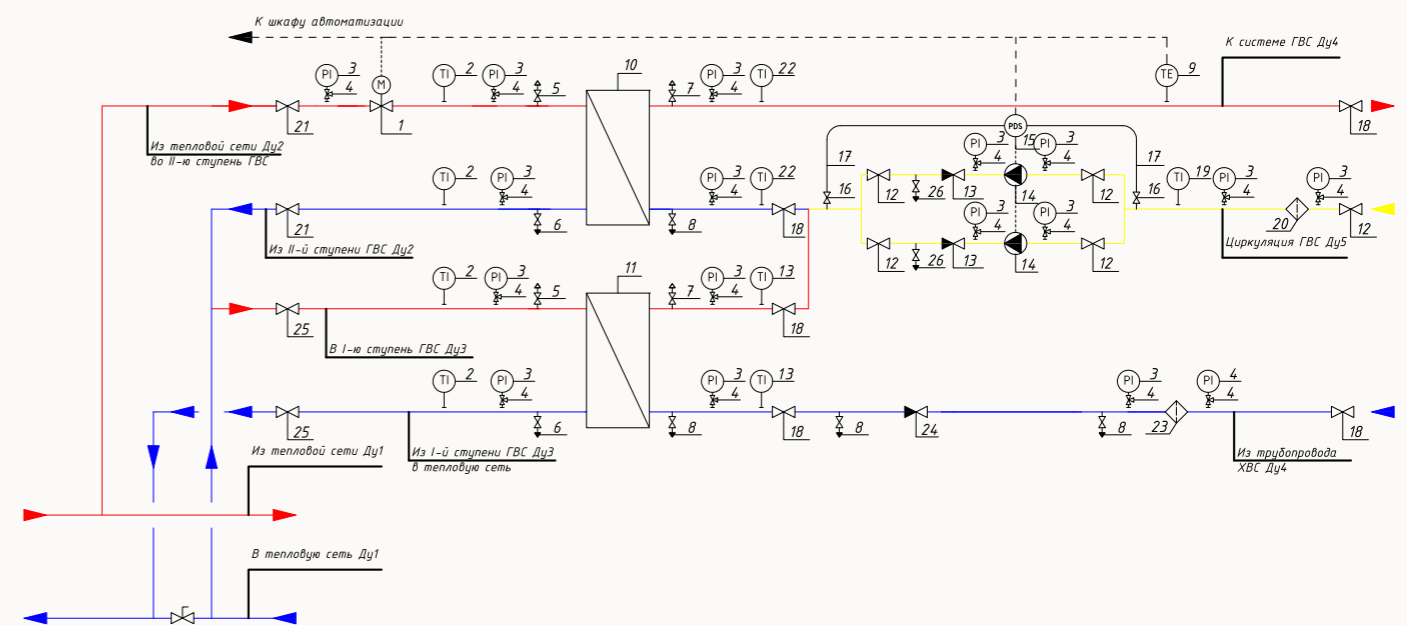 К шкафу автоматизации
К системе ГВС Ду4
PI 3 4
M
TI 2
PI 3 4
5
10
7
PI 3 4
TI 22
TE 9
21
1
18
Из тепловой сети Ду2
во II-ю ступень ГВС
PDS
15
17
16
PI 3 4
PI 3 4
17
16
TI 2
PI 3 4
PI 3 4
TI 22
12
26
13
14
12
TI 19
PI 3 4
PI 3 4
21
6
8
18
PI 3 4
PI 3 4
20
12
Из II-й ступени ГВС Ду2
Циркуляция ГВС Ду5
12
26
13
14
12
TI 2
PI 3 4
5
11
7
PI 3 4
TI 13
25
18
В I-ю ступень ГВС Ду3
TI 2
PI 3 4
PI 3 4
TI 13
PI 3 4
PI 4 4
25
6
8
18
8
24
8
23
18
Из I-й ступени ГВС Ду3
в тепловую сеть
Из трубопровода
ХВС Ду4
Из тепловой сети Ду1
В тепловую сеть Ду1